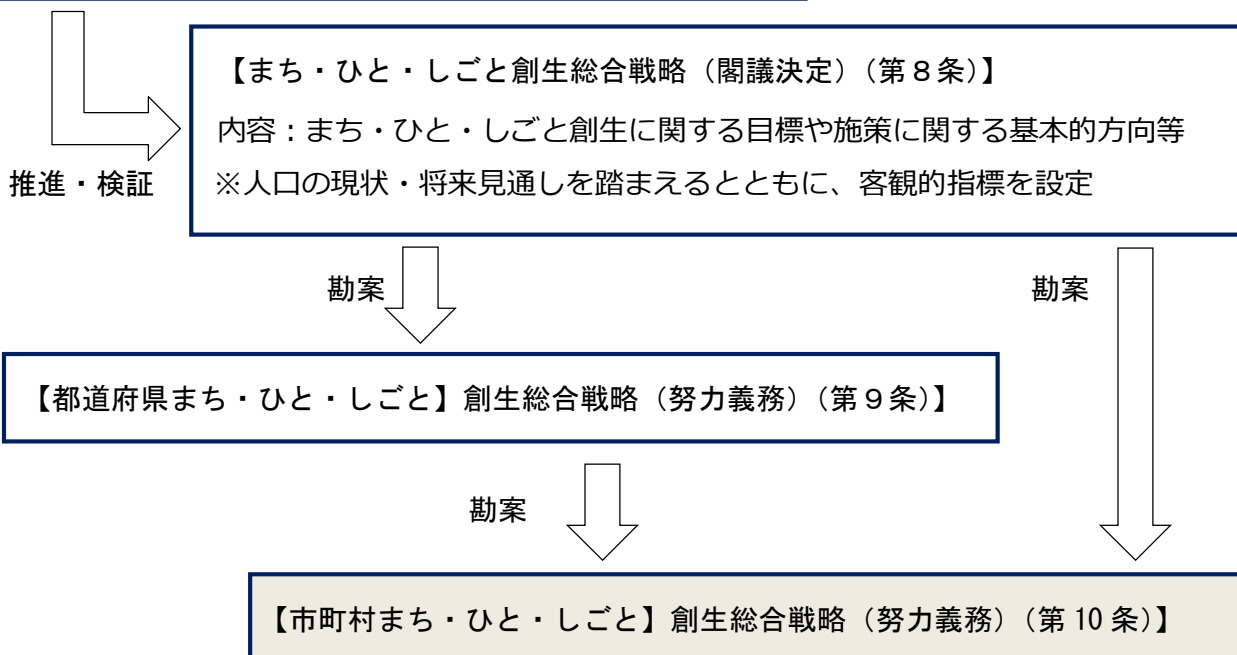 【まち・ひと・しごと創生総合戦略（閣議決定）（第８条）】
内容：まち・ひと・しごと創生に関する目標や施策に関する基本的方向等
推進・検証
※人口の現状・将来見通しを踏まえるとともに、客観的指標を設定
勘案
勘案
【都道府県まち・ひと・しごと】創生総合戦略（努力義務）（第９条）】
勘案
【市町村まち・ひと・しごと】創生総合戦略（努力義務）（第 10 条）】